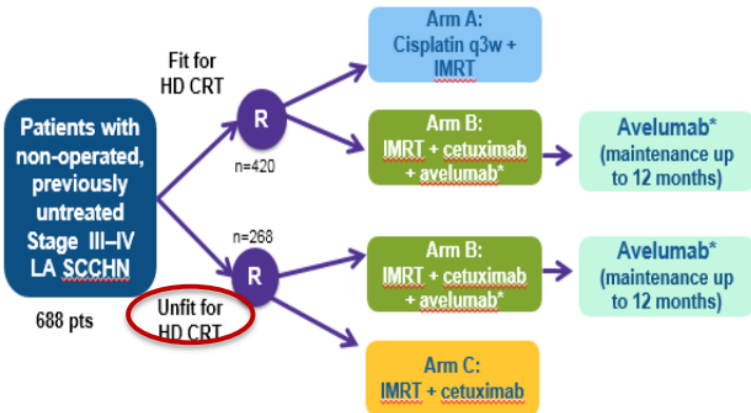 Patients with
non-operated,
previously
untreated
Stage III–IV
LA SCCHN
688 pts
Fit for
HD CRT
R
n=420
Arm A:
Cisplatin q3w +
IMRT
Arm B:
IMRT + cetuximab
+ avelumab*
Avelumab*
(maintenance up
to 12 months)
n=268
R
Unfit for
HD CRT
Arm B:
IMRT + cetuximab
+ avelumab*
Avelumab*
(maintenance up
to 12 months)
Arm C:
IMRT + cetuximab